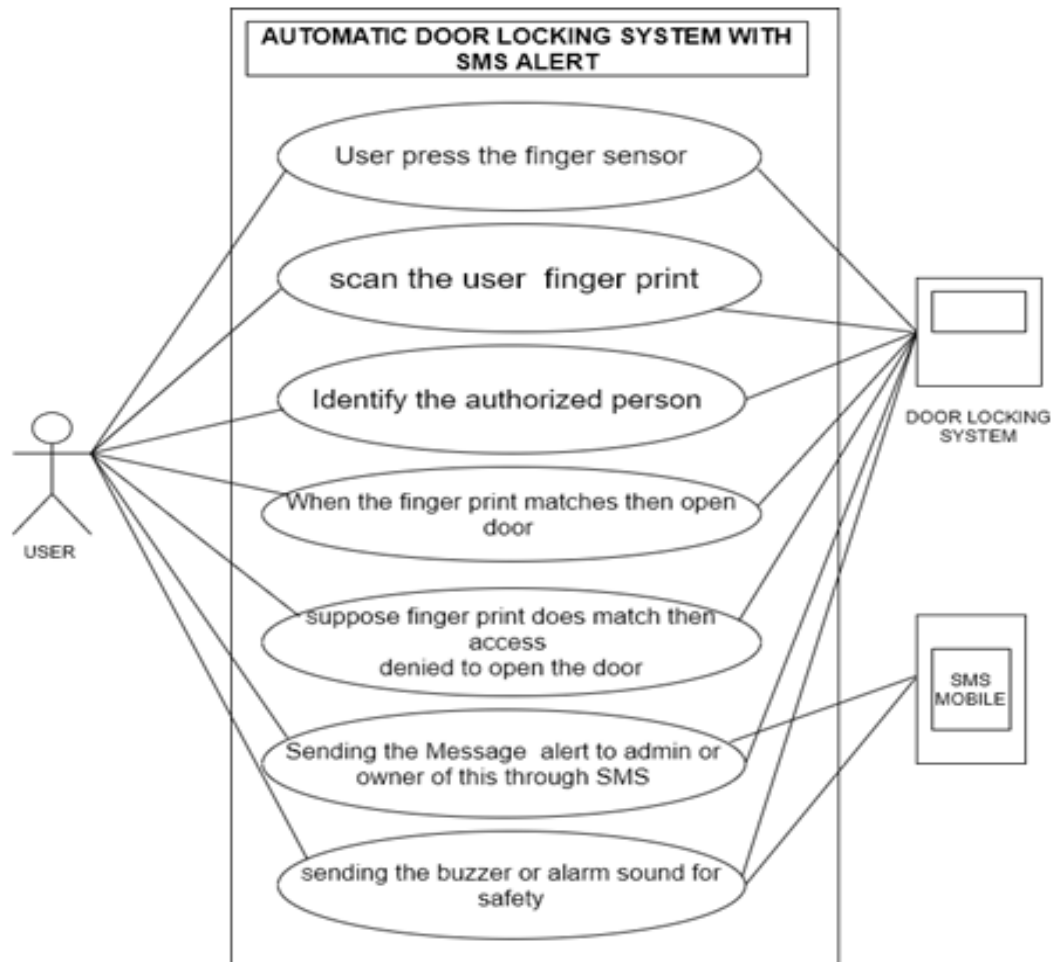 AUTOMATIC DOOR LOCKING SYSTEM WITH
SMS ALERT
User press the finger sensor
scan the user finger print
Identify the authorized person
DOOR LOCKING
SYSTEM
When the finger print matches then open
door
USER
suppose finger print does match then
access
denied to open the door
SMS
MOBILE
Sending the Message alert to admin or
owner of this through SMS
sending the buzzer or alarm sound for
safety